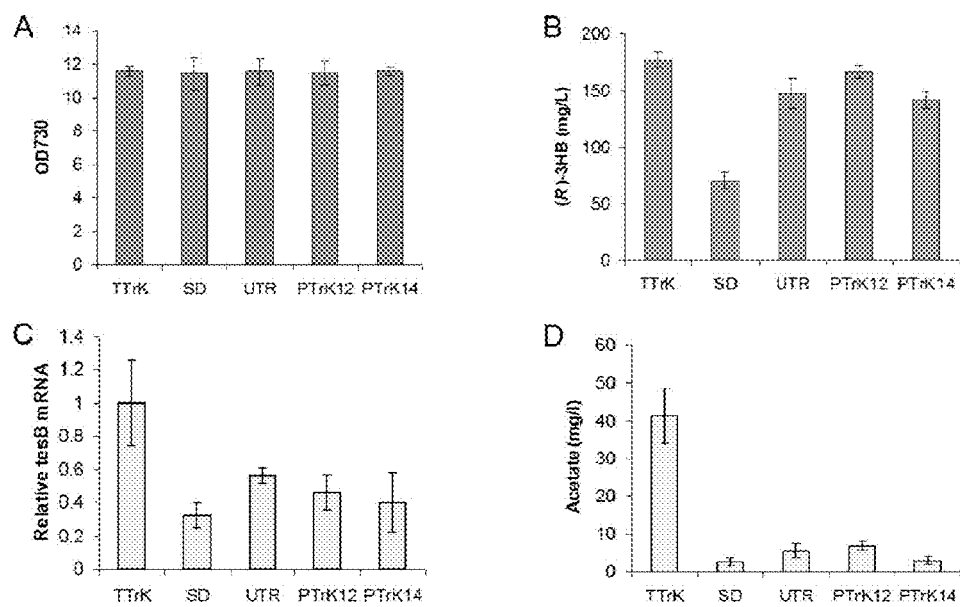 A
14
12
10
8
6
4
2
0
OD730
TTrK SD UTR PTrK12 PTrK14
B
200
150
100
50
0
(R)-3HB (mg/L)
TTrK SD UTR PTrK12 PTrK14
C
1.4
1.2
1
0.8
0.6
0.4
0.2
0
Relative tesB mRNA
TTrK SD UTR PTrK12 PTrK14
D
60
50
40
30
20
10
0
Acetate (mg/l)
TTrK SD UTR PTrK12 PTrK14